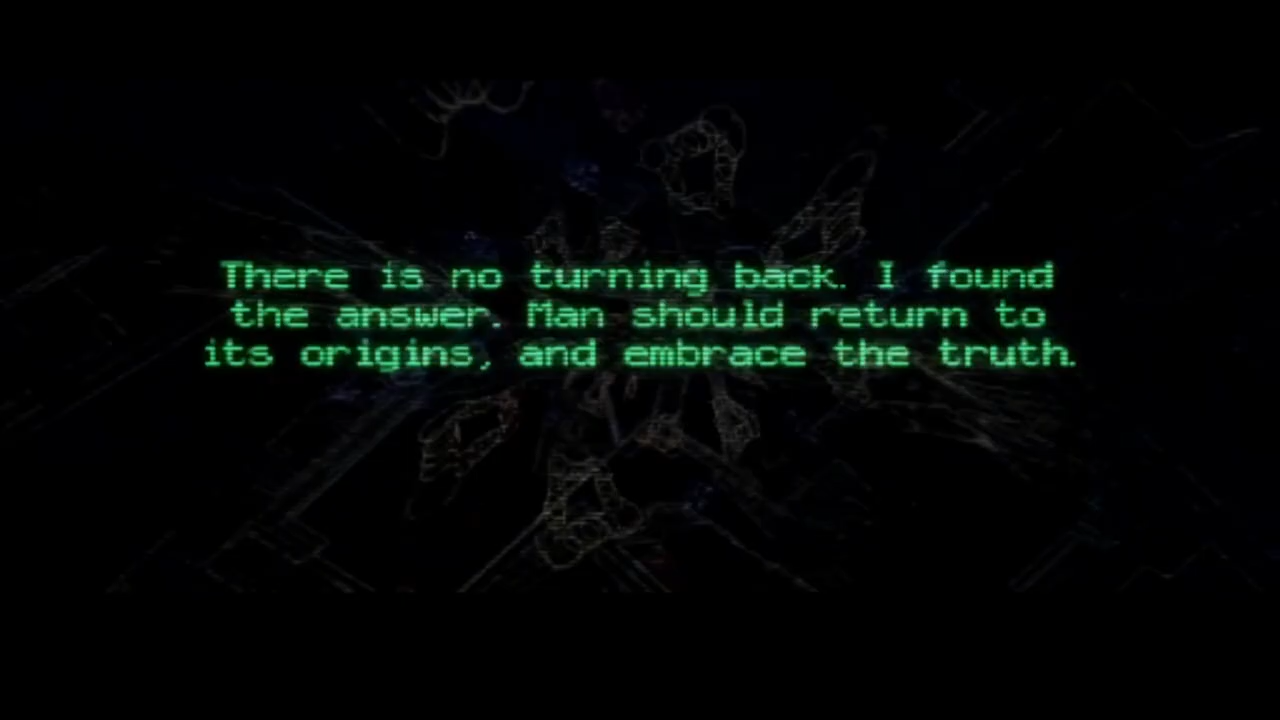 There is no turning back. I found
the answer. Man should return to
its origins, and embrace the truth.